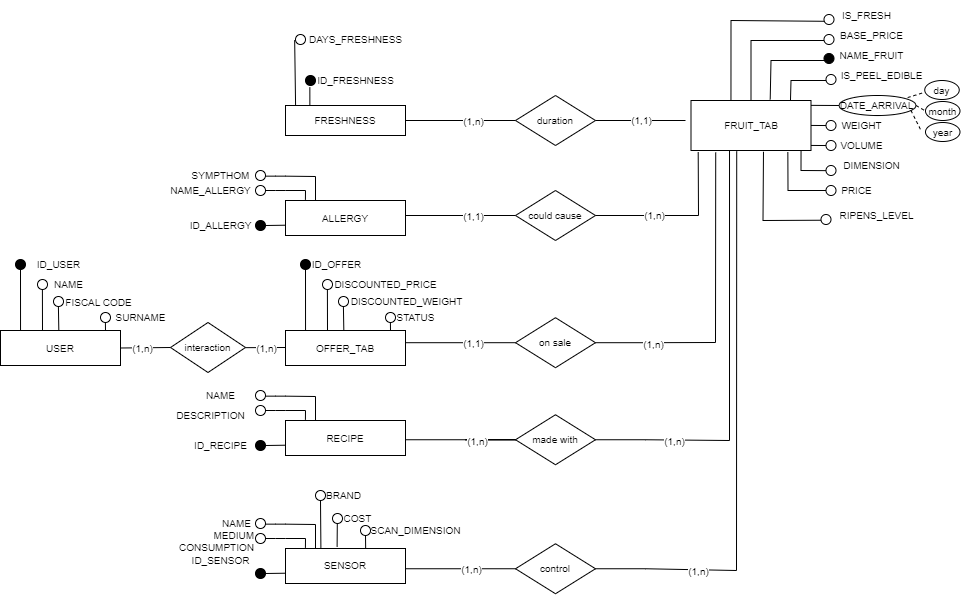 IS_FRESH
BASE_PRICE
DAYS_FRESHNESS
NAME_FRUIT
ID_FRESHNESS
IS_PEEL_EDIBLE
day
DATE_ARRIVAL
month
FRESHNESS
(1,n)
duration
(1,1)
FRUIT_TAB
WEIGHT
year
VOLUME
DIMENSION
SYMPTHOM
NAME_ALLERGY
PRICE
ALLERGY
(1,1)
could cause
(1,n)
RIPENS_LEVEL
ID_ALLERGY
ID_USER
ID_OFFER
NAME
DISCOUNTED_PRICE
FISCAL CODE
DISCOUNTED_WEIGHT
SURNAME
STATUS
USER
(1,n)
interaction
(1,n)
OFFER_TAB
(1,1)
on sale
(1,n)
NAME
DESCRIPTION
ID_RECIPE
RECIPE
(1,n)
made with
(1,n)
BRAND
NAME
COST
MEDIUM
SCAN_DIMENSION
CONSUMPTION
ID_SENSOR
SENSOR
(1,n)
control
(1,n)